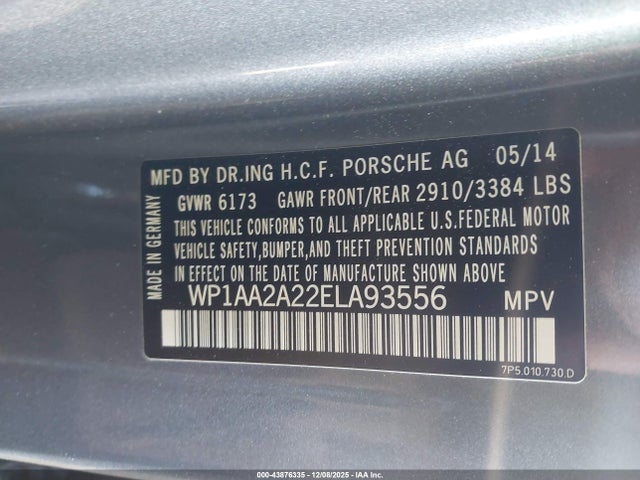 MFD BY DR.ING H.C.F. PORSCHE AG 05/14
GVWR 6173 GAWR FRONT/REAR 2910/3384 LBS
THIS VEHICLE CONFORMS TO ALL APPLICABLE U.S.FEDERAL MOTOR
VEHICLE SAFETY,BUMPER,AND THEFT PREVENTION STANDARDS
IN EFFECT ON THE DATE OF MANUFACTURE SHOWN ABOVE.
WP1AA2A22ELA93556 MPV
MADE IN GERMANY
7P5.010.730.D
000-43876335 - 12/08/2025 - IAA